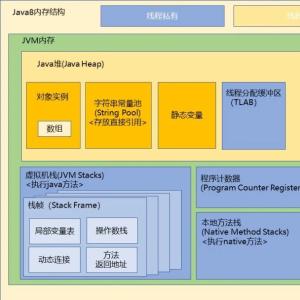 Java8内存结构
线程私有
JVM内存
Java堆(Java Heap)
对象实例
数组
字符串常量池
(String Pool)
<存放直接引用>
静态变量
线程分配缓冲区
(TLAB)
虚拟机栈(JVM Stacks)
<执行java方法>
栈帧（Stack Frame）
局部变量表
操作数栈
动态连接
方法
返回地址
程序计数器
(Program Counter Register
本地方法栈
(Native Method Stacks)
<执行native方法>